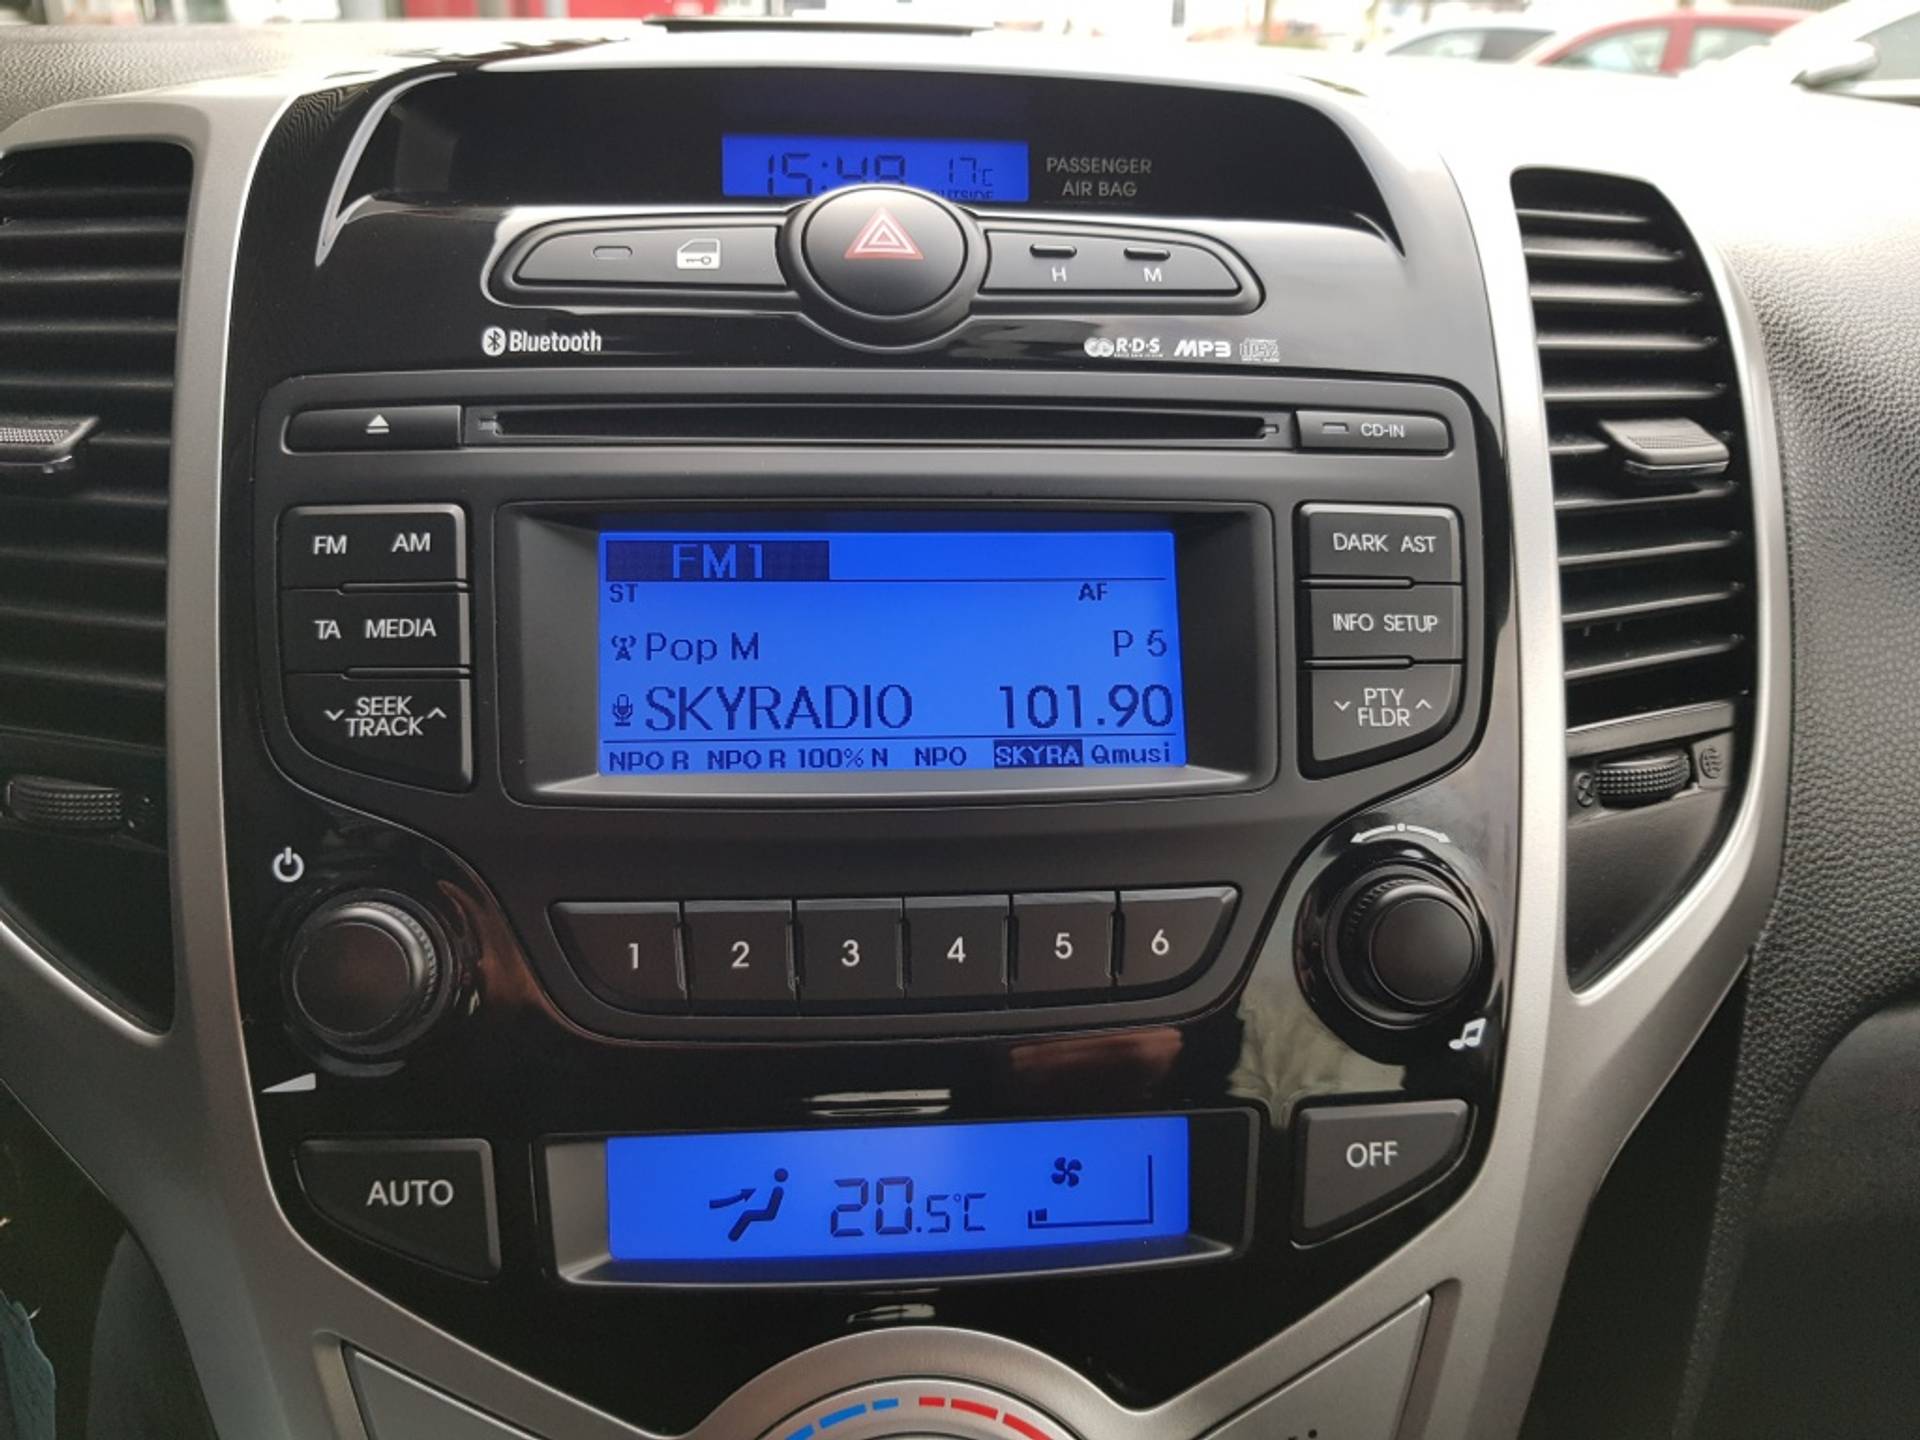 15:49 17°C
OUTSIDE
PASSENGER
AIR BAG
H M
Bluetooth
R·D·S MP3
CD-IN
FM AM
TA MEDIA
SEEK
TRACK
FM1
ST AF
Pop M P 5
SKYRADIO 101.90
NPO R NPO R 100% N NPO SKYRA Qmusi
DARK AST
INFO SETUP
PTY
FLDR
1 2 3 4 5 6
AUTO
20.5°C
OFF